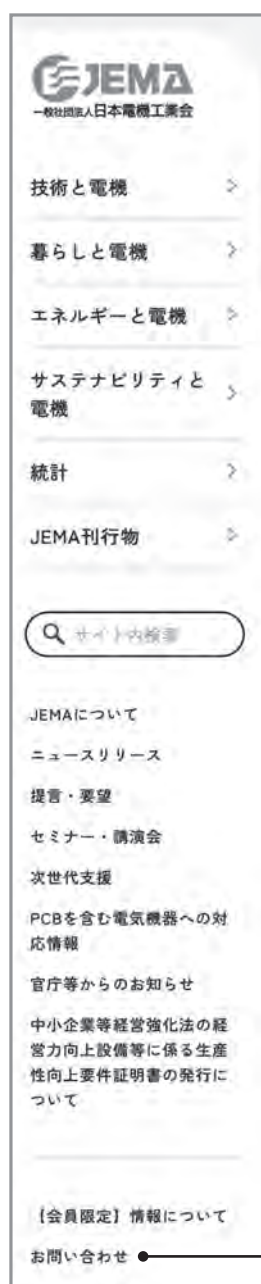 JEMA
一般社団法人日本電機工業会
技術と電機
暮らしと電機
エネルギーと電機
サステナビリティと
電機
統計
JEMA刊行物
サイト内検索
JEMAについて
ニュースリリース
提言・要望
セミナー・講演会
次世代支援
PCBを含む電気機器への対
応情報
官庁等からのお知らせ
中小企業等経営強化法の経
営力向上設備等に係る生産
性向上要件証明書の発行に
ついて
【会員限定】情報について
お問い合わせ